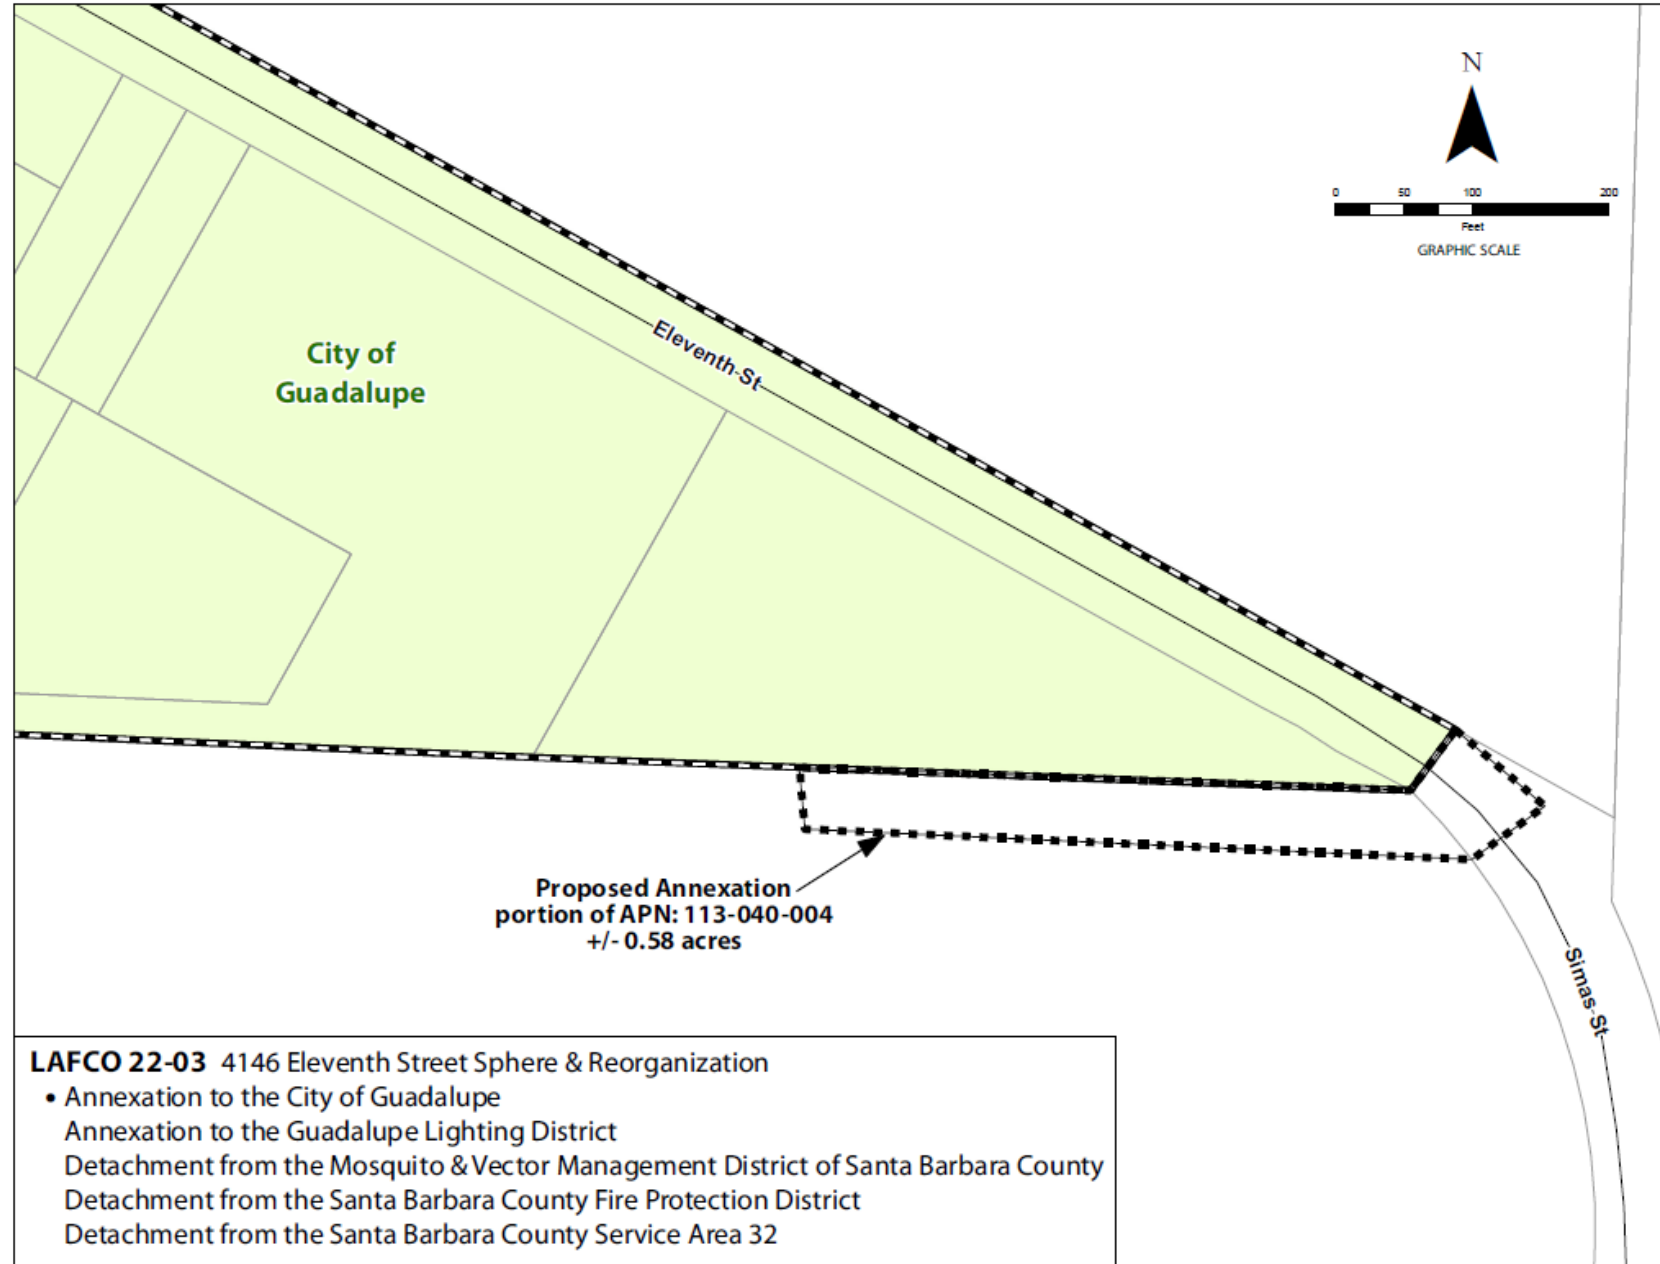 N
0 50 100 200
Feet
GRAPHIC SCALE
Eleventh St
City of
Guadalupe
Proposed Annexation
portion of APN: 113-040-004
+/- 0.58 acres
Simas St
LAFCO 22-03 4146 Eleventh Street Sphere & Reorganization
• Annexation to the City of Guadalupe
Annexation to the Guadalupe Lighting District
Detachment from the Mosquito & Vector Management District of Santa Barbara County
Detachment from the Santa Barbara County Fire Protection District
Detachment from the Santa Barbara County Service Area 32